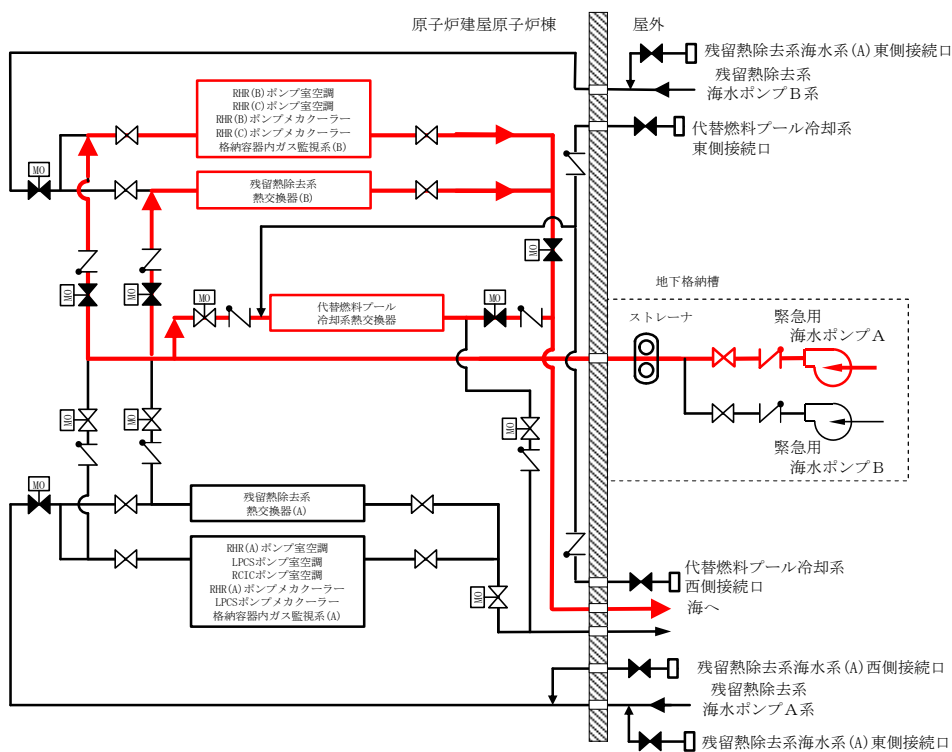 原子炉建屋原子炉棟
屋外
残留熱除去系海水系(A)東側接続口
残留熱除去系
海水ポンプＢ系
代替燃料プール冷却系
東側接続口
RHR(B)ポンプ室空調
RHR(C)ポンプ室空調
RHR(B)ポンプメカクーラー
RHR(C)ポンプメカクーラー
格納容器内ガス監視系(B)
MO
残留熱除去系
熱交換器(B)
MO
MO
MO
MO
MO
代替燃料プール
冷却系熱交換器
地下格納槽
ストレーナ
緊急用
海水ポンプＡ
緊急用
海水ポンプＢ
MO
MO
MO
MO
残留熱除去系
熱交換器(A)
RHR(A)ポンプ室空調
LPCSポンプ室空調
RCICポンプ室空調
RHR(A)ポンプメカクーラー
LPCSポンプメカクーラー
格納容器内ガス監視系(A)
MO
代替燃料プール冷却系
西側接続口
海へ
残留熱除去系海水系(A)西側接続口
残留熱除去系
海水ポンプＡ系
残留熱除去系海水系(A)東側接続口